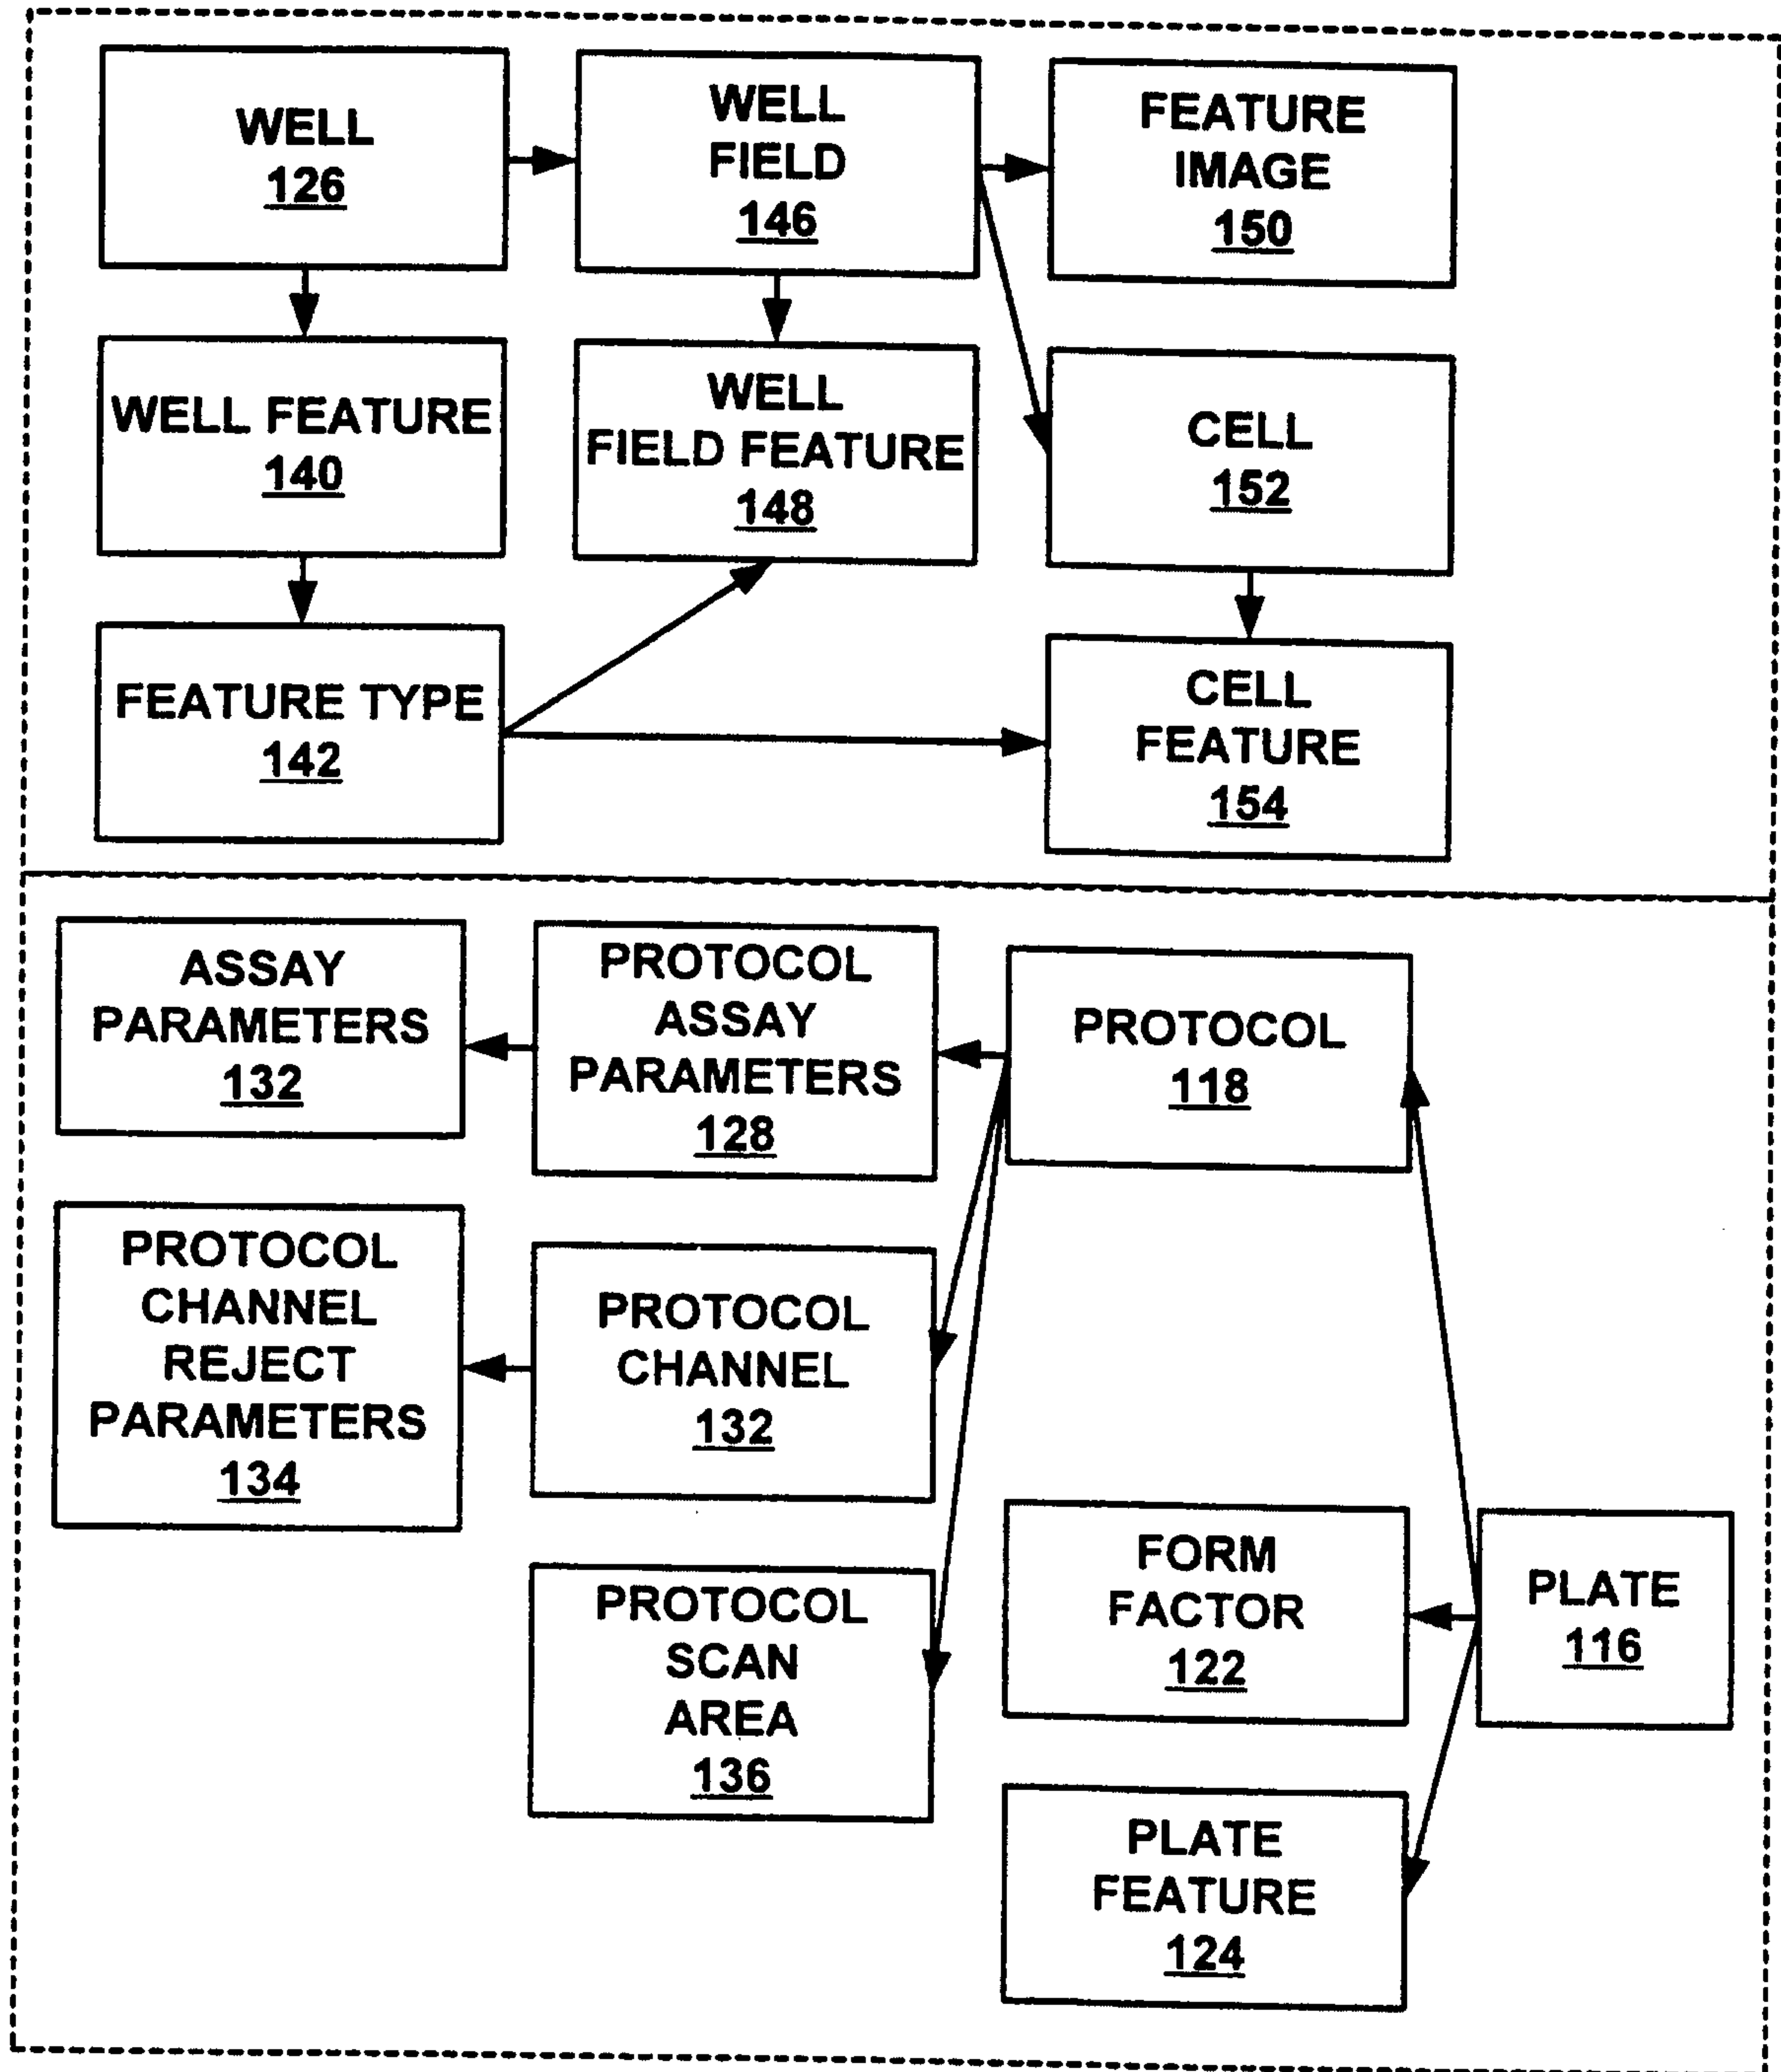 WELL
126
WELL
FIELD
146
FEATURE
IMAGE
150
WELL FEATURE
140
WELL
FIELD FEATURE
148
CELL
152
FEATURE TYPE
142
CELL
FEATURE
154
ASSAY
PARAMETERS
132
PROTOCOL
ASSAY
PARAMETERS
128
PROTOCOL
118
PROTOCOL
CHANNEL
REJECT
PARAMETERS
134
PROTOCOL
CHANNEL
132
PROTOCOL
SCAN
AREA
136
FORM
FACTOR
122
PLATE
116
PLATE
FEATURE
124